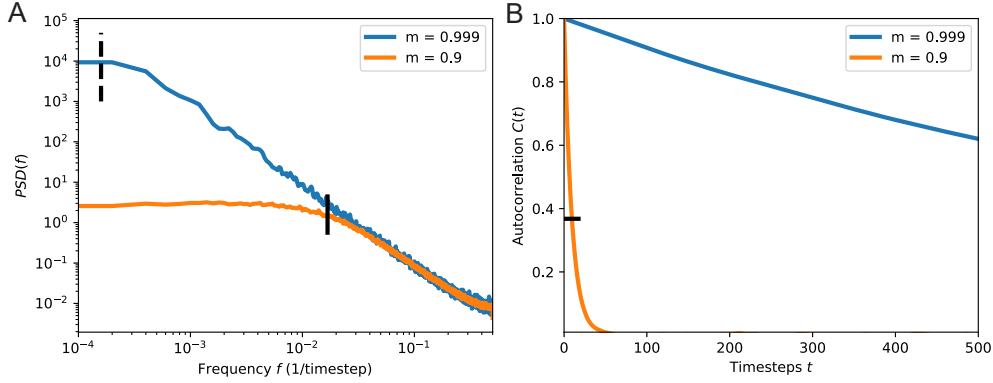 A
10^5
10^4
10^3
10^2
10^1
10^0
10^-1
10^-2
PSD(f)
m = 0.999
m = 0.9
10^-4
10^-3
10^-2
10^-1
Frequency f (1/timestep)
B
1.0
0.8
0.6
0.4
0.2
Autocorrelation C(t)
m = 0.999
m = 0.9
0
100
200
300
400
500
Timesteps t